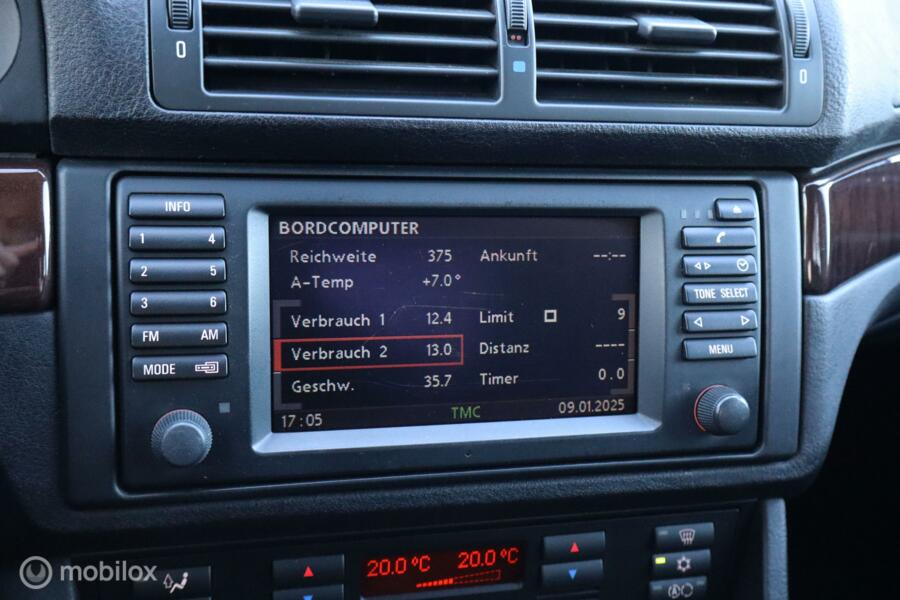 0
0
INFO
1 4
2 5
3 6
FM AM
MODE
TONE SELECT
MENU
BORDCOMPUTER
Reichweite 375 Ankunft --:--
A-Temp +7.0°
Verbrauch 1 12.4 Limit 9
Verbrauch 2 13.0 Distanz ----
Geschw. 35.7 Timer 0.0
17:05 TMC 09.01.2025
20.0°C 20.0°C
A
mobilox